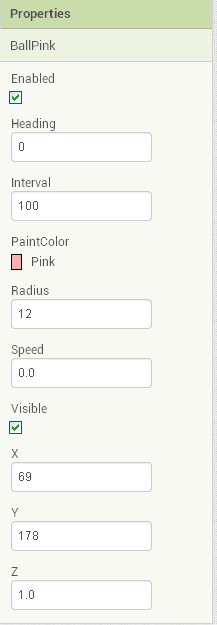 Properties
BallPink
Enabled
Heading
0
Interval
100
PaintColor
Pink
Radius
12
Speed
0.0
Visible
X
69
Y
178
Z
1.0